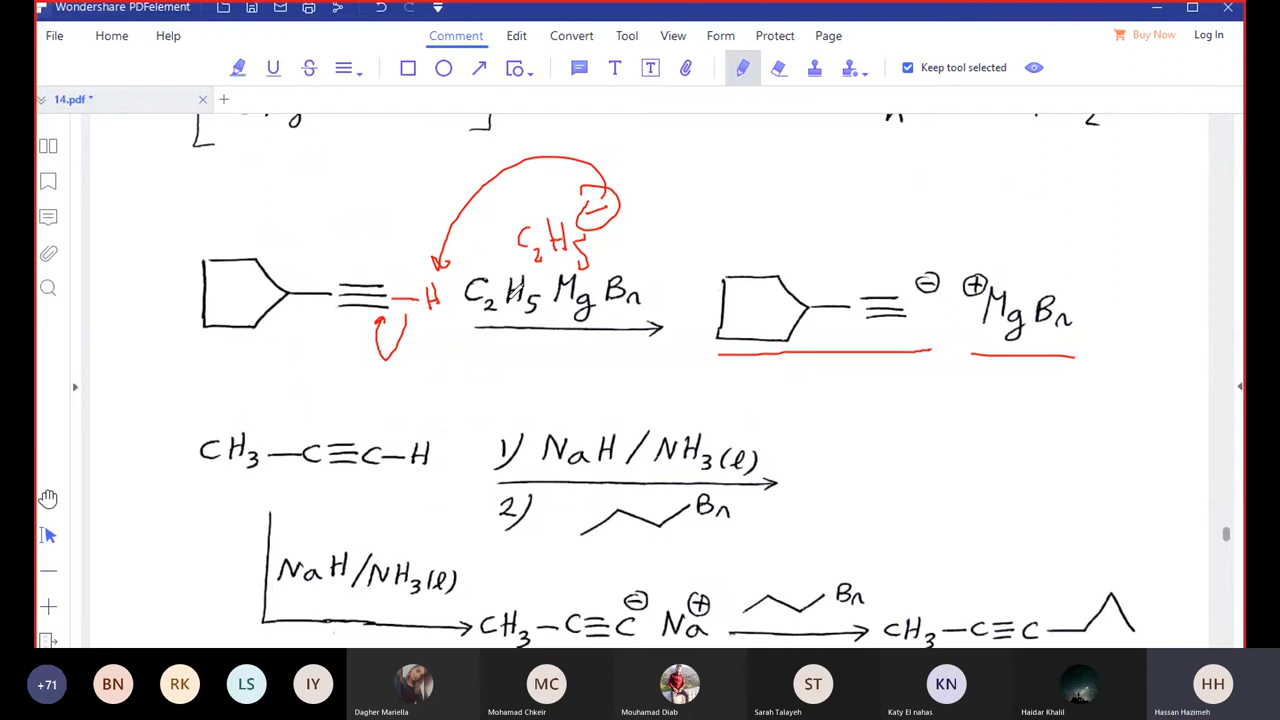 Wondershare PDFelement
File Home Help Comment Edit Convert Tool View Form Protect Page Buy Now Log In
Keep tool selected
14.pdf *
C2H5 −
≡ − H C2H5 MgBr ≡ ⊖ ⊕MgBr
CH3−C≡C−H 1) NaH/NH3(l)
2) Br
NaH/NH3(l)
CH3−C≡C ⊖ Na ⊕ Br CH3−C≡C
+71 BN RK LS IY MC ST KN HH
Dagher Mariella Mohamad Chkeir Mouhamad Diab Sarah Talayeh Katy El nahas Haidar Khalil Hassan Hazimeh